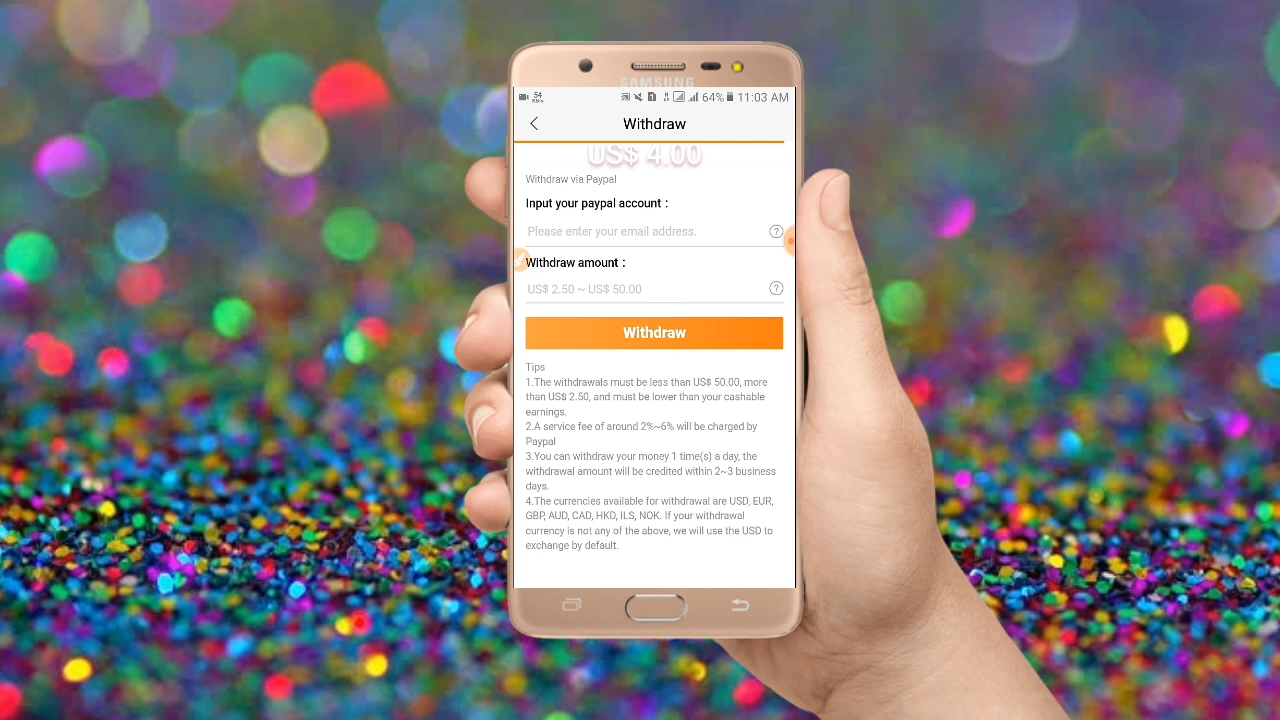 SAMSUNG
54
KB/s
64% 11:03 AM
Withdraw
US$ 4.00
Withdraw via Paypal
Input your paypal account :
Please enter your email address.
?
Withdraw amount :
US$ 2.50 ~ US$ 50.00
?
Withdraw
Tips
1.The withdrawals must be less than US$ 50.00, more
than US$ 2.50, and must be lower than your cashable
earnings.
2.A service fee of around 2%~6% will be charged by
Paypal
3.You can withdraw your money 1 time(s) a day, the
withdrawal amount will be credited within 2~3 business
days.
4.The currencies available for withdrawal are USD, EUR,
GBP, AUD, CAD, HKD, ILS, NOK. If your withdrawal
currency is not any of the above, we will use the USD to
exchange by default.